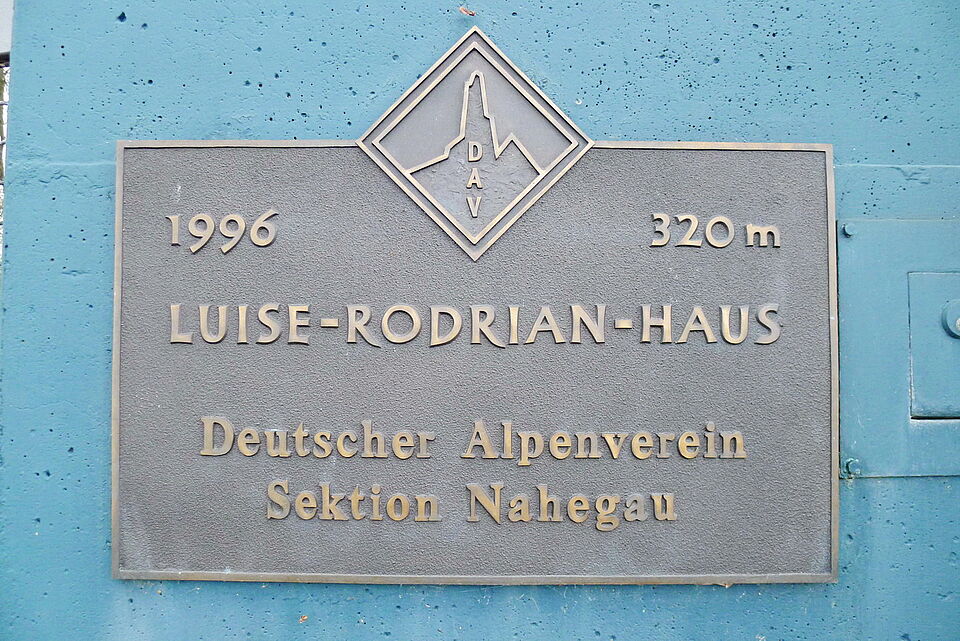 DAV
1996 320 m
LUISE-RODRIAN-HAUS
Deutscher Alpenverein
Sektion Nahegau